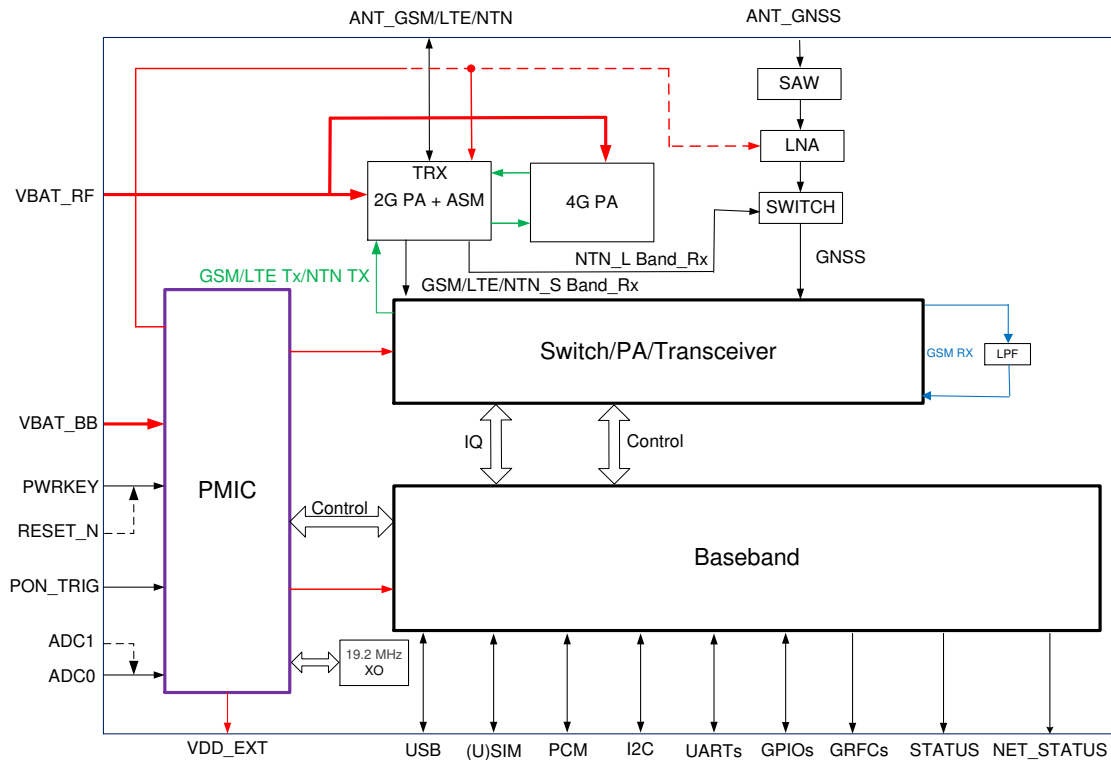 ANT_GSM/LTE/NTN
ANT_GNSS
SAW
LNA
TRX
2G PA + ASM
4G PA
VBAT_RF
SWITCH
NTN_L Band_Rx
GNSS
GSM/LTE Tx/NTN TX
GSM/LTE/NTN_S Band_Rx
Switch/PA/Transceiver
GSM RX
LPF
VBAT_BB
IQ
Control
PWRKEY
PMIC
Control
RESET_N
Baseband
PON_TRIG
ADC1
19.2 MHz
XO
ADC0
VDD_EXT
USB
(U)SIM
PCM
I2C
UARTs
GPIOs
GRFCs
STATUS
NET_STATUS